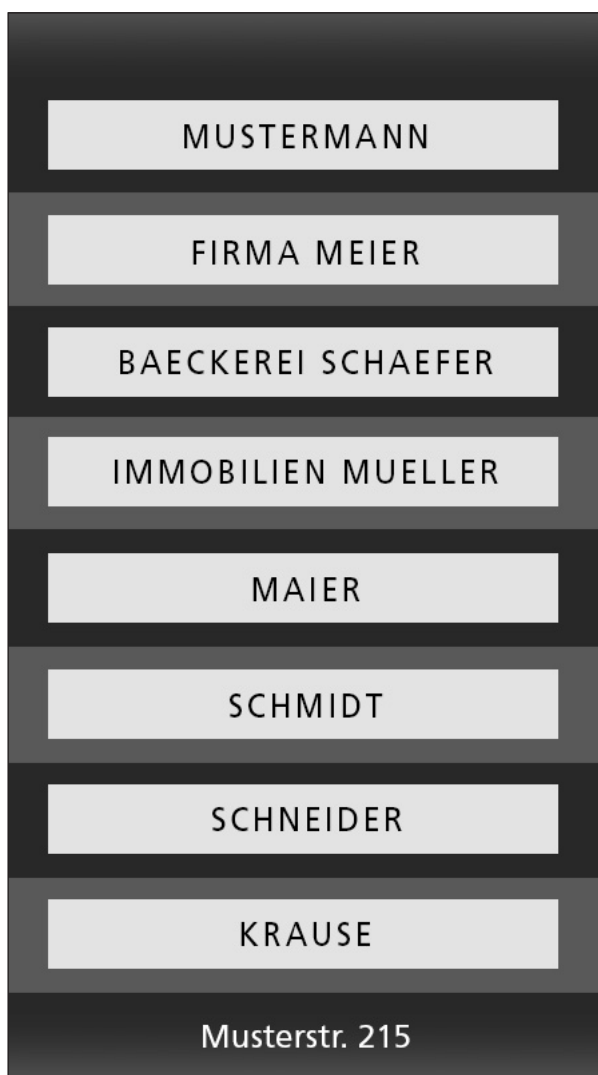 MUSTERMANN
FIRMA MEIER
BAECKEREI SCHAEFER
IMMOBILIEN MUELLER
MAIER
SCHMIDT
SCHNEIDER
KRAUSE
Musterstr. 215